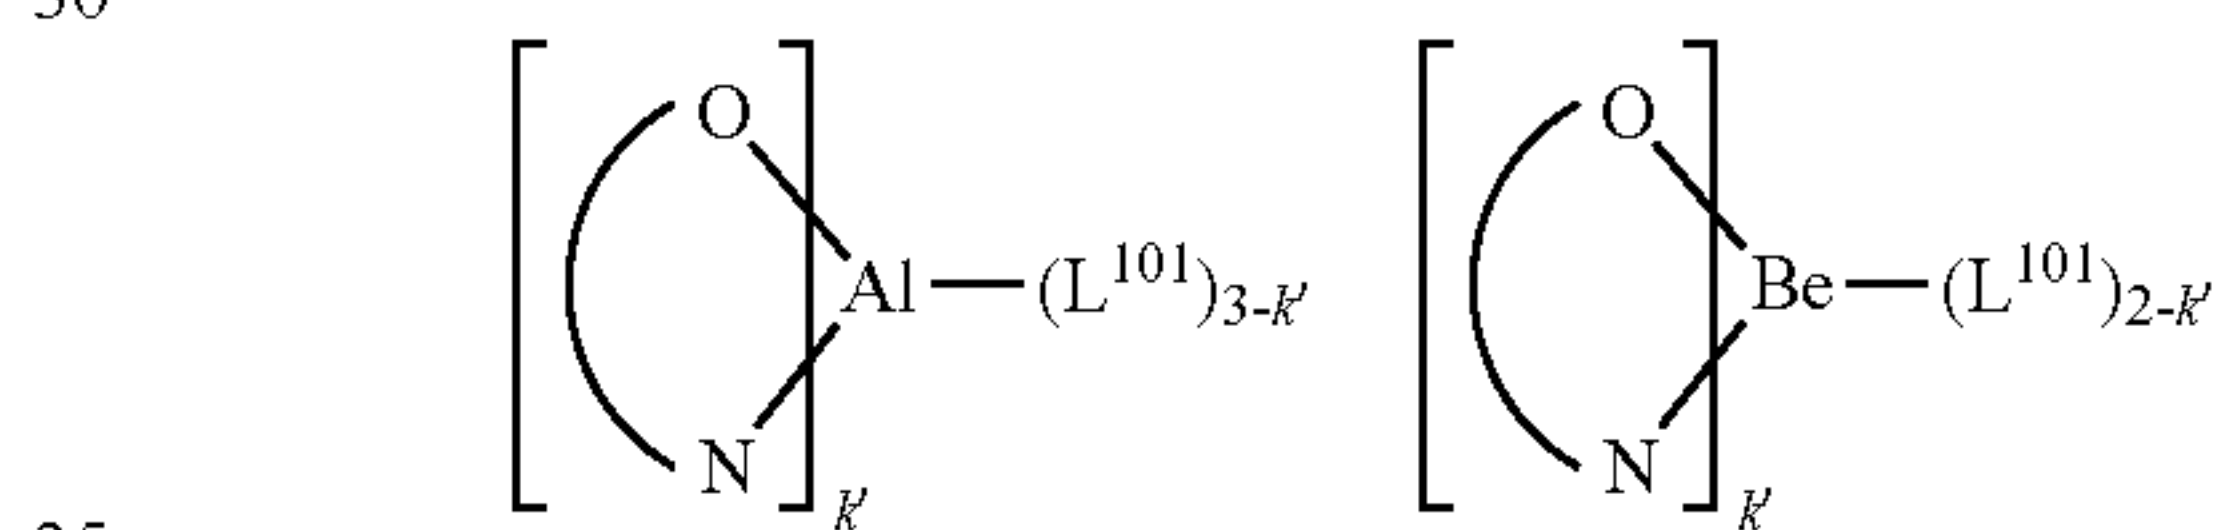 O O
Al—(L¹⁰¹)₃₋ₖ′ Be—(L¹⁰¹)₂₋ₖ′
N N
k′ k′